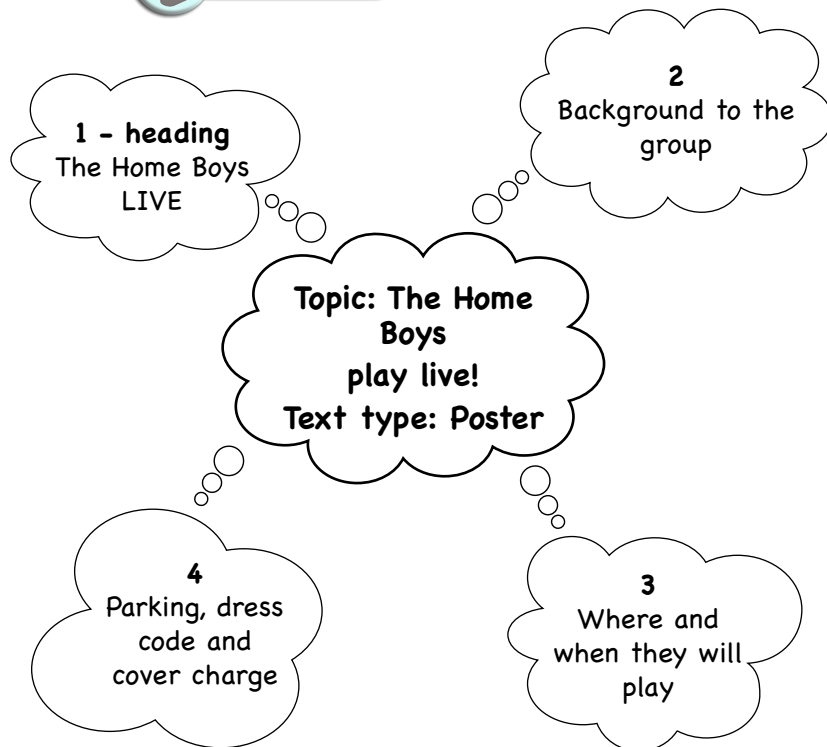 1 - heading
The Home Boys
LIVE
2
Background to the
group
Topic: The Home
Boys
play live!
Text type: Poster
4
Parking, dress
code and
cover charge
3
Where and
when they will
play